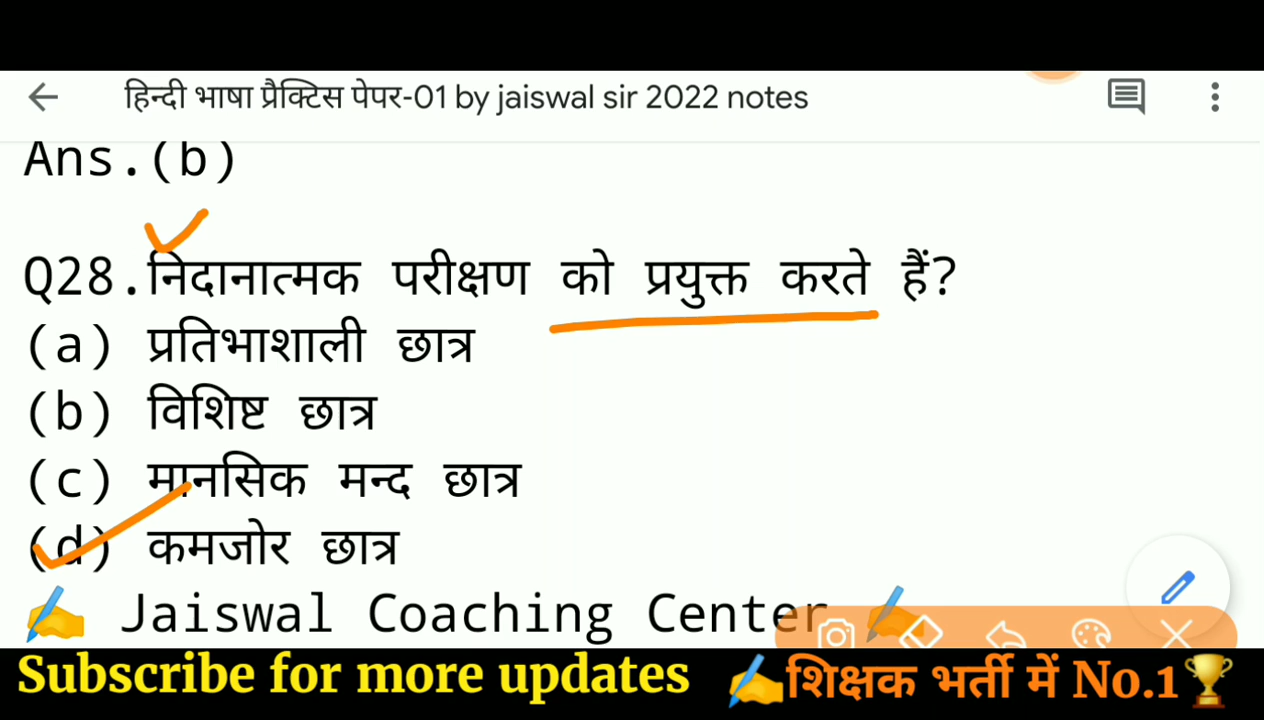 हिन्दी भाषा प्रैक्टिस पेपर-01 by jaiswal sir 2022 notes
Ans.(b)
Q28.निदानात्मक परीक्षण को प्रयुक्त करते हैं?
(a) प्रतिभाशाली छात्र
(b) विशिष्ट छात्र
(c) मानसिक मन्द छात्र
(d) कमजोर छात्र
✍ Jaiswal Coaching Center ✍
Subscribe for more updates ✍शिक्षक भर्ती में No.1🏆